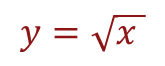 y = √x